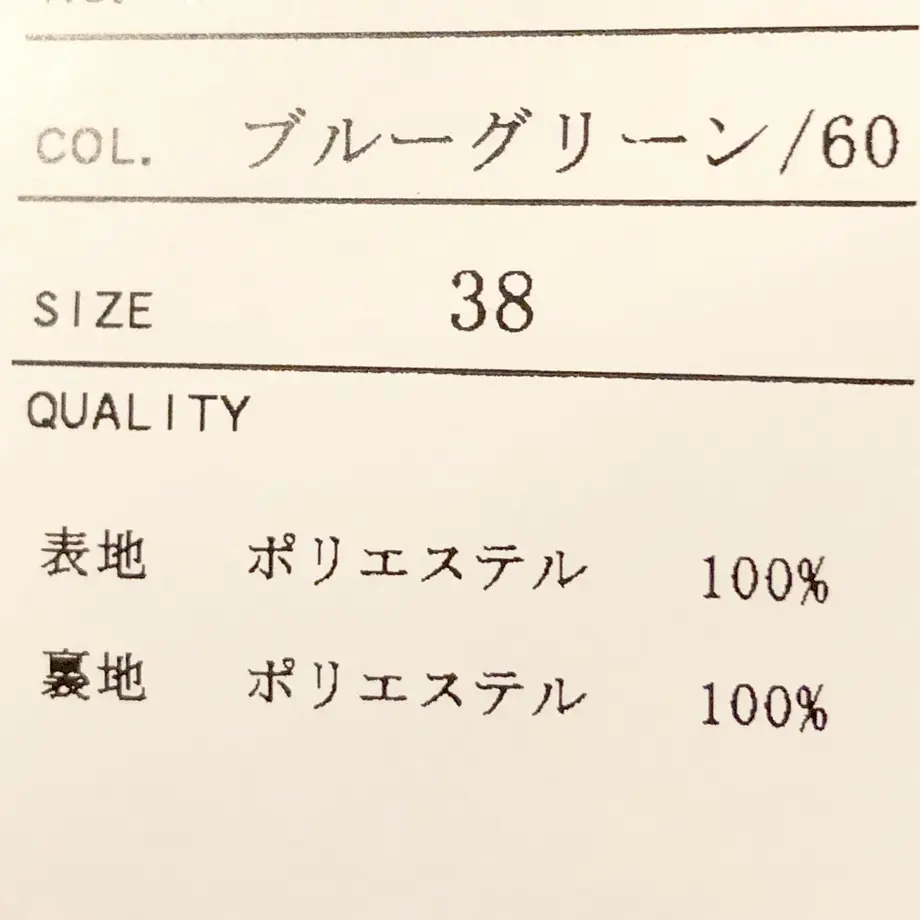 COL. ブルーグリーン/60
SIZE 38
QUALITY
表地 ポリエステル 100%
裏地 ポリエステル 100%